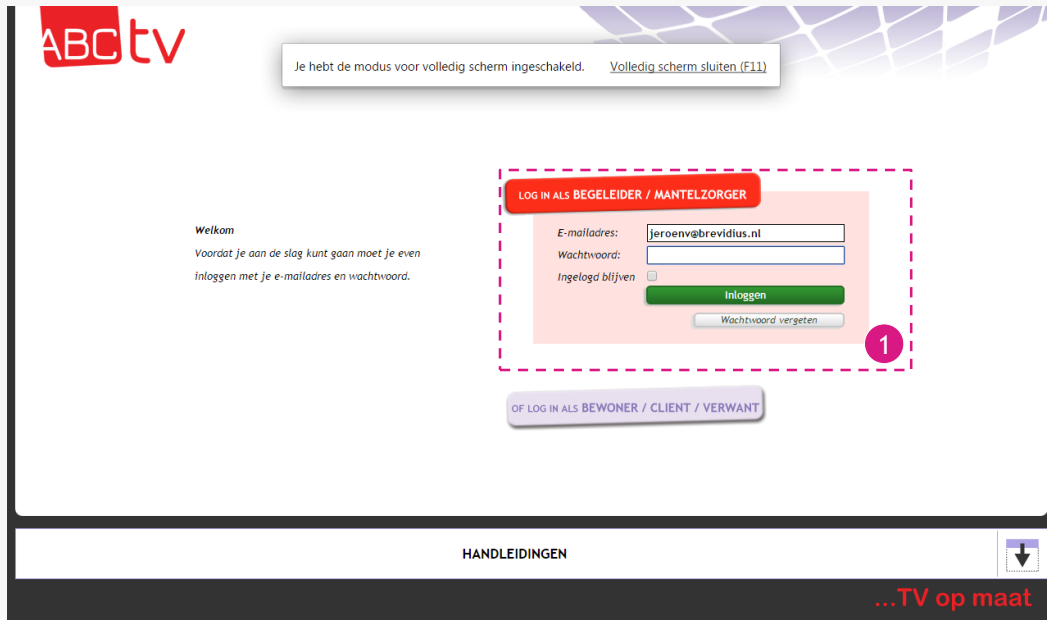 ABC tv
Je hebt de modus voor volledig scherm ingeschakeld. Volledig scherm sluiten (F11)
LOG IN ALS BEGELEIDER / MANTELZORGER
Welkom
Voordat je aan de slag kunt gaan moet je even
inloggen met je e-mailadres en wachtwoord.
E-mailadres: jeroenv@brevidius.nl
Wachtwoord:
Ingelogd blijven
Inloggen
Wachtwoord vergeten
1
OF LOG IN ALS BEWONER / CLIENT / VERWANT
HANDLEIDINGEN
...TV op maat